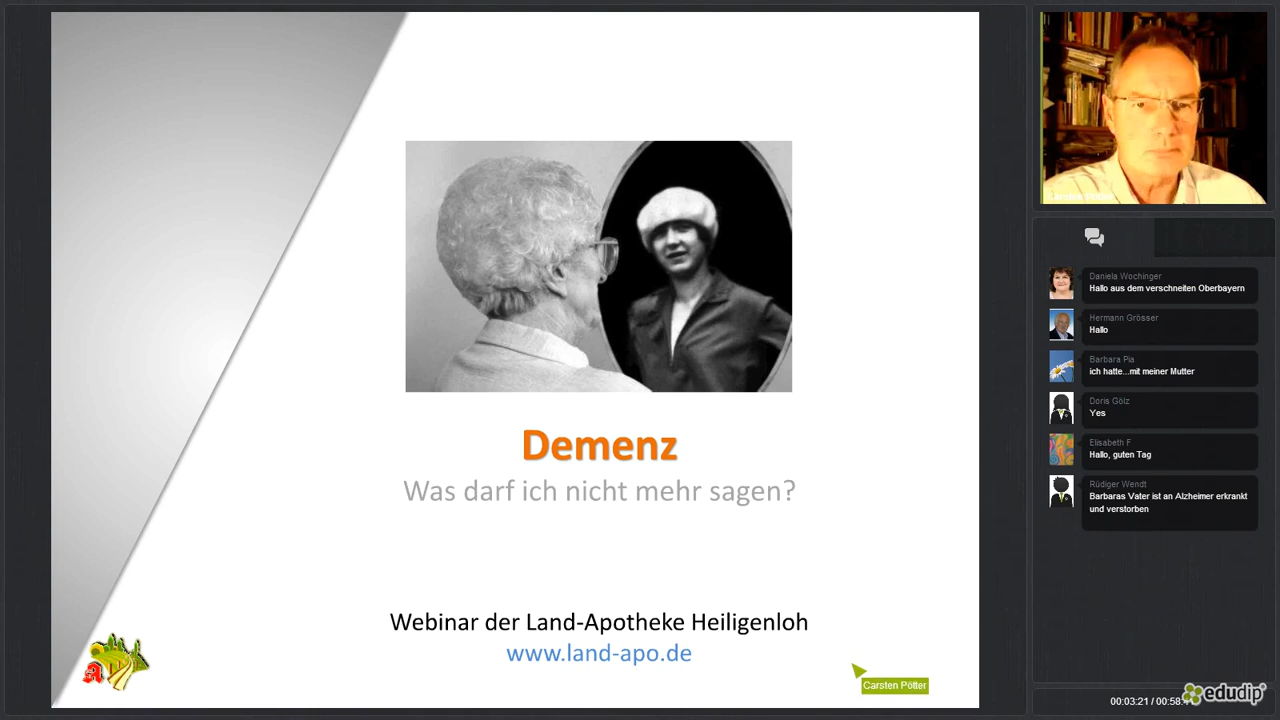 Demenz
Was darf ich nicht mehr sagen?
Webinar der Land-Apotheke Heiligenloh
www.land-apo.de
Carsten Pötter
Carsten Pötter
Daniela Wochinger
Hallo aus dem verschneiten Oberbayern
Hermann Grösser
Hallo
Barbara Pia
ich hatte...mit meiner Mutter
Doris Gölz
Yes
Elisabeth F
Hallo, guten Tag
Rüdiger Wendt
Barbaras Vater ist an Alzheimer erkrankt
und verstorben
00:03:21 / 00:58:
edudip